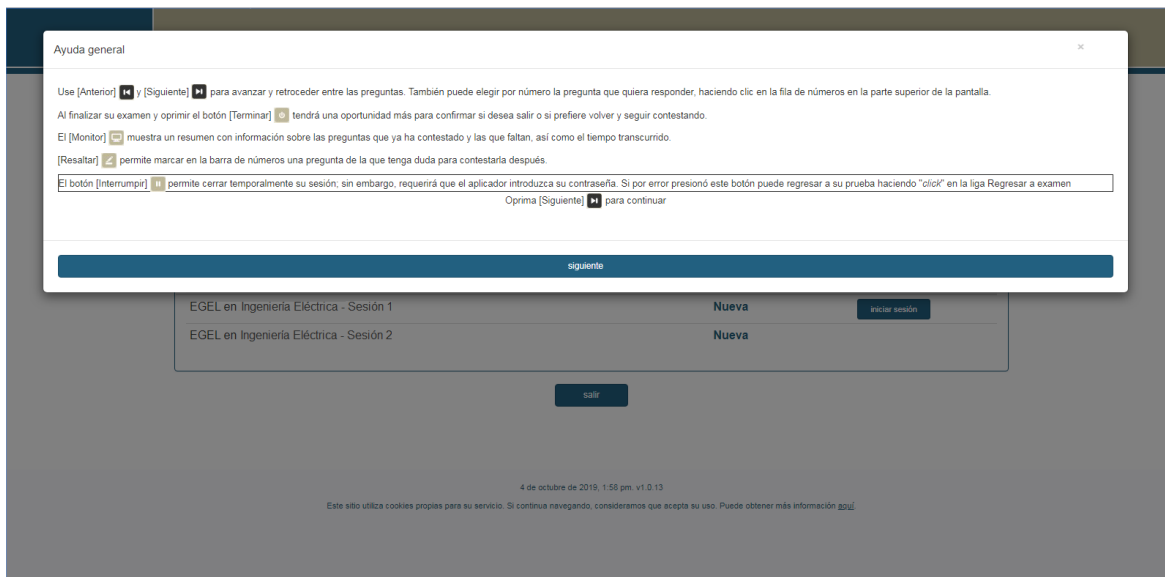 Ayuda general ×
Use [Anterior] y [Siguiente] para avanzar y retroceder entre las preguntas. También puede elegir por número la pregunta que quiera responder, haciendo clic en la fila de números en la parte superior de la pantalla.
Al finalizar su examen y oprimir el botón [Terminar] tendrá una oportunidad más para confirmar si desea salir o si prefiere volver y seguir contestando.
El [Monitor] muestra un resumen con información sobre las preguntas que ya ha contestado y las que faltan, así como el tiempo transcurrido.
[Resaltar] permite marcar en la barra de números una pregunta de la que tenga duda para contestarla después.
El botón [Interrumpir] permite cerrar temporalmente su sesión; sin embargo, requerirá que el aplicador introduzca su contraseña. Si por error presionó este botón puede regresar a su prueba haciendo "click" en la liga Regresar a examen
Oprima [Siguiente] para continuar
siguiente
EGEL en Ingeniería Eléctrica - Sesión 1 Nueva iniciar sesión
EGEL en Ingeniería Eléctrica - Sesión 2 Nueva
salir
4 de octubre de 2019, 1:58 pm. v1.0.13
Este sitio utiliza cookies propias para su servicio. Si continua navegando, consideramos que acepta su uso. Puede obtener más información aquí.